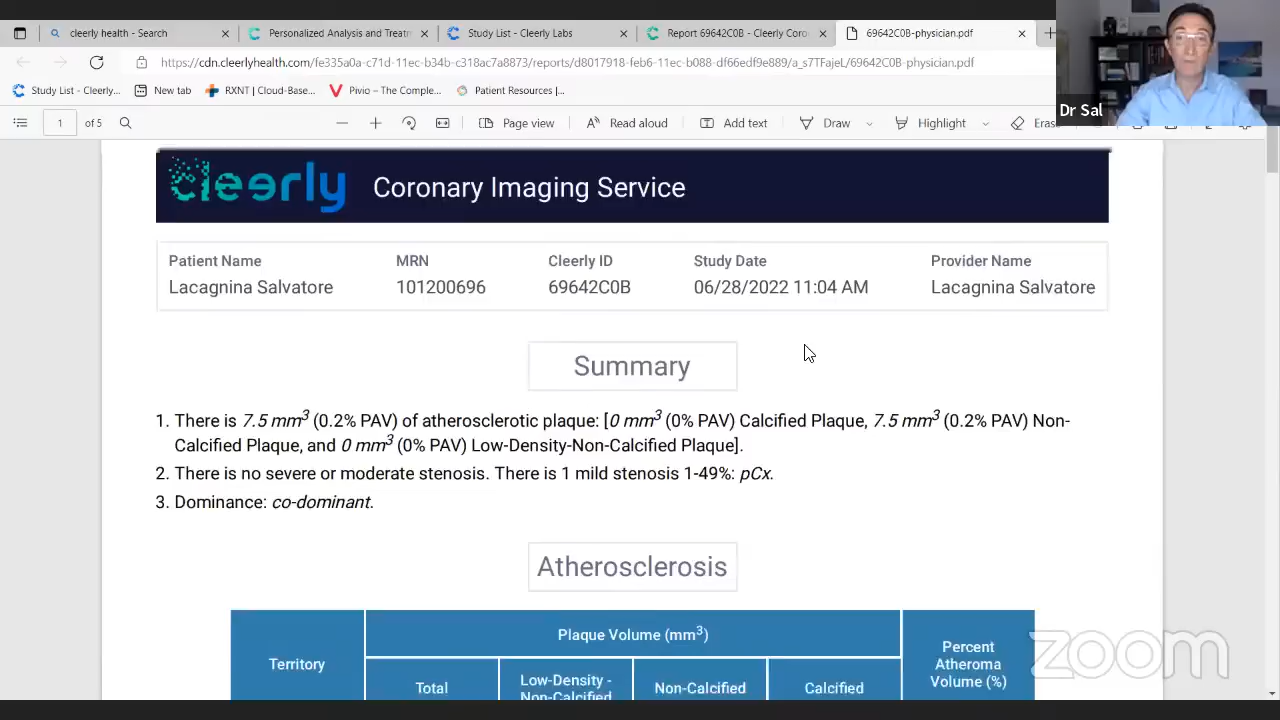 cleerly health - Search
Personalized Analysis and Treatm
Study List - Cleerly Labs
Report 69642C0B - Cleerly Coro
69642C0B-physician.pdf
https://cdn.cleerlyhealth.com/fe335a0a-c71d-11ec-b34b-c318ac7a8873/reports/d8017918-feb6-11ec-b088-df66edf9e889/a_s7TFajeL/69642C0B-physician.pdf
Study List - Cleerly...
New tab
RXNT | Cloud-Base...
Pivio – The Comple...
Patient Resources |...
Dr Sal
1 of 5
Page view
Read aloud
Add text
Draw
Highlight
Eras
cleerly Coronary Imaging Service
Patient Name MRN Cleerly ID Study Date Provider Name
Lacagnina Salvatore 101200696 69642C0B 06/28/2022 11:04 AM Lacagnina Salvatore
Summary
1. There is 7.5 mm³ (0.2% PAV) of atherosclerotic plaque: [0 mm³ (0% PAV) Calcified Plaque, 7.5 mm³ (0.2% PAV) Non-
Calcified Plaque, and 0 mm³ (0% PAV) Low-Density-Non-Calcified Plaque].
2. There is no severe or moderate stenosis. There is 1 mild stenosis 1-49%: pCx.
3. Dominance: co-dominant.
Atherosclerosis
Territory
Plaque Volume (mm³)
Percent
Atheroma
Volume (%)
Total
Low-Density -
Non-Calcified
Non-Calcified
Calcified
zoom